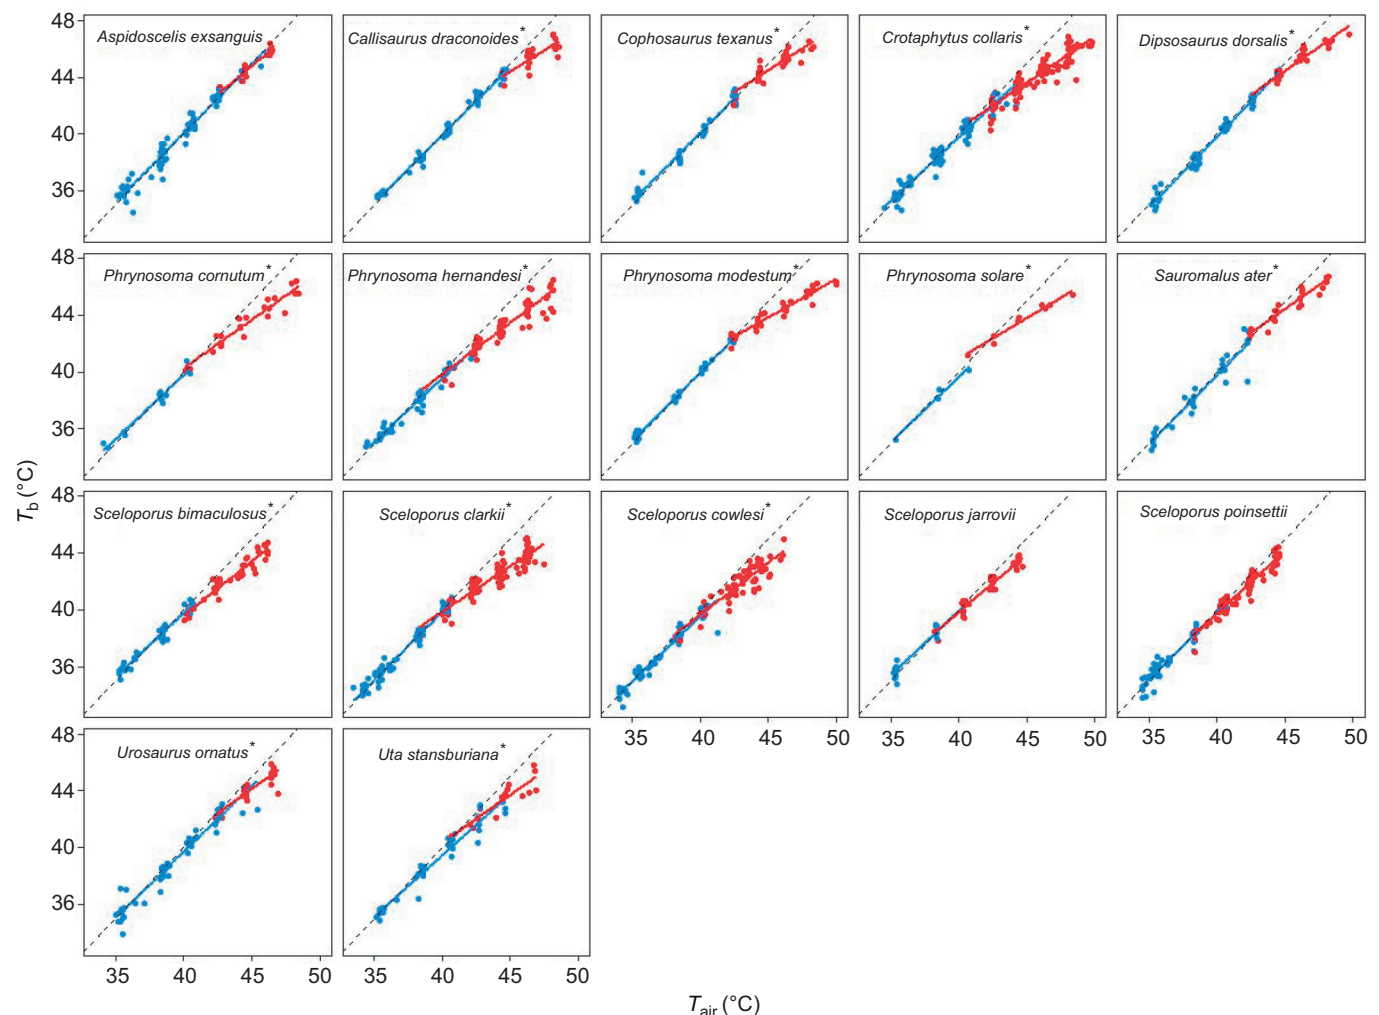 48
44
40
36
Aspidoscelis exsanguis
Callisaurus draconoides*
Cophosaurus texanus*
Crotaphytus collaris*
Dipsosaurus dorsalis*
48
44
40
36
Phrynosoma cornutum*
Phrynosoma hernandesi*
Phrynosoma modestum*
Phrynosoma solare*
Sauromalus ater*
Tb (°C)
48
44
40
36
Sceloporus bimaculosus*
Sceloporus clarkii*
Sceloporus cowlesi*
Sceloporus jarrovii
Sceloporus poinsettii
35 40 45 50
35 40 45 50
35 40 45 50
48
44
40
36
Urosaurus ornatus*
Uta stansburiana*
35 40 45 50
35 40 45 50
Tair (°C)